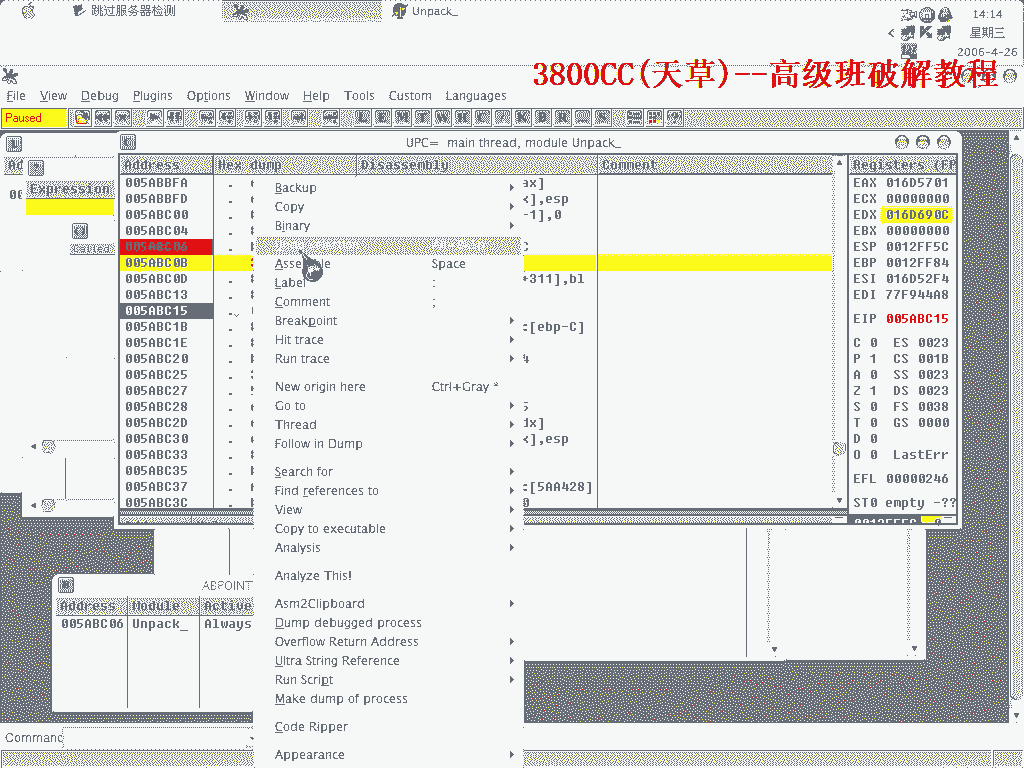 跳过服务器检测
Unpack_
14:14
星期三
2006-4-26
3800CC(天草)--高级班破解教程
File View Debug Plugins Options Window Help Tools Custom Languages
Paused
UPC= main thread, module Unpack_
Address Hex dump Disassembly Comment
Registers (FP
Expression
Called
005ABBFA
ax]
005ABBFD
],esp
005ABC00
-1],0
005ABC04
005ABC06
005ABC0B
005ABC0D
+311],bl
005ABC13
005ABC15
005ABC1B
:[ebp-C]
005ABC1E
005ABC20
005ABC25
005ABC27
005ABC28
005ABC2D
dx]
005ABC30
],esp
005ABC33
005ABC35
005ABC37
:[5AA428]
005ABC3C
Backup
Copy
Binary
Assemble Space
Label :
Comment ;
Breakpoint
Hit trace
Run trace
New origin here Ctrl+Gray *
Go to
Thread
Follow in Dump
Search for
Find references to
View
Copy to executable
Analysis
Analyze This!
Asm2Clipboard
Dump debugged process
Overflow Return Address
Ultra String Reference
Run Script
Make dump of process
Code Ripper
Appearance
EAX 016D5701
ECX 00000000
EDX 016D690C
EBX 00000000
ESP 0012FF5C
EBP 0012FF84
ESI 016D52F4
EDI 77F944A8
EIP 005ABC15
C 0 ES 0023
P 1 CS 001B
A 0 SS 0023
Z 1 DS 0023
S 0 FS 0038
T 0 GS 0000
D 0
O 0 LastErr
EFL 00000246
ST0 empty -??
ABPOINT
Address Module Active
005ABC06 Unpack_ Always
Command